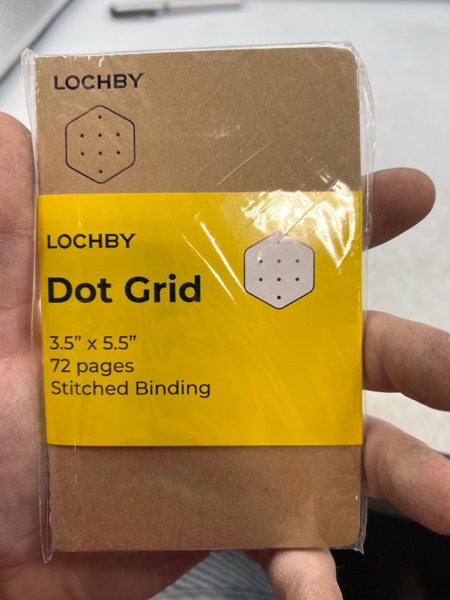 LOCHBY
LOCHBY
Dot Grid
3.5” x 5.5”
72 pages
Stitched Binding